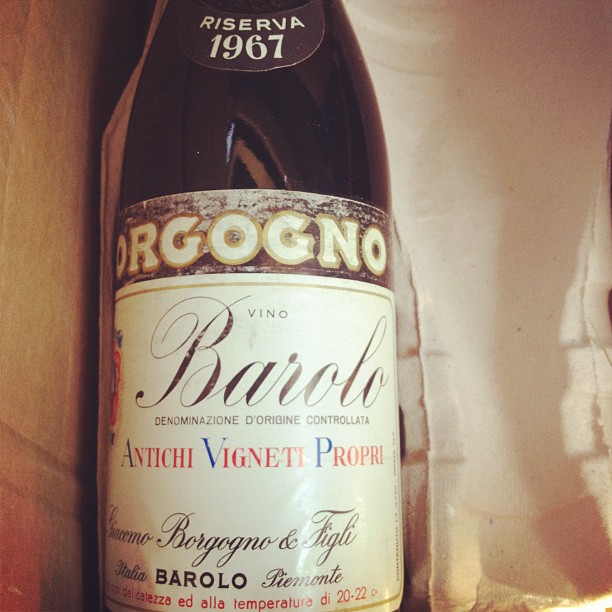 RISERVA
1967
ORGOGNO
VINO
Barolo
DENOMINAZIONE D'ORIGINE CONTROLLATA
ANTICHI VIGNETI PROPRI
Giacomo Borgogno & Figli
Italia BAROLO Piemonte
delicatezza ed alla temperatura di 20-22 c°